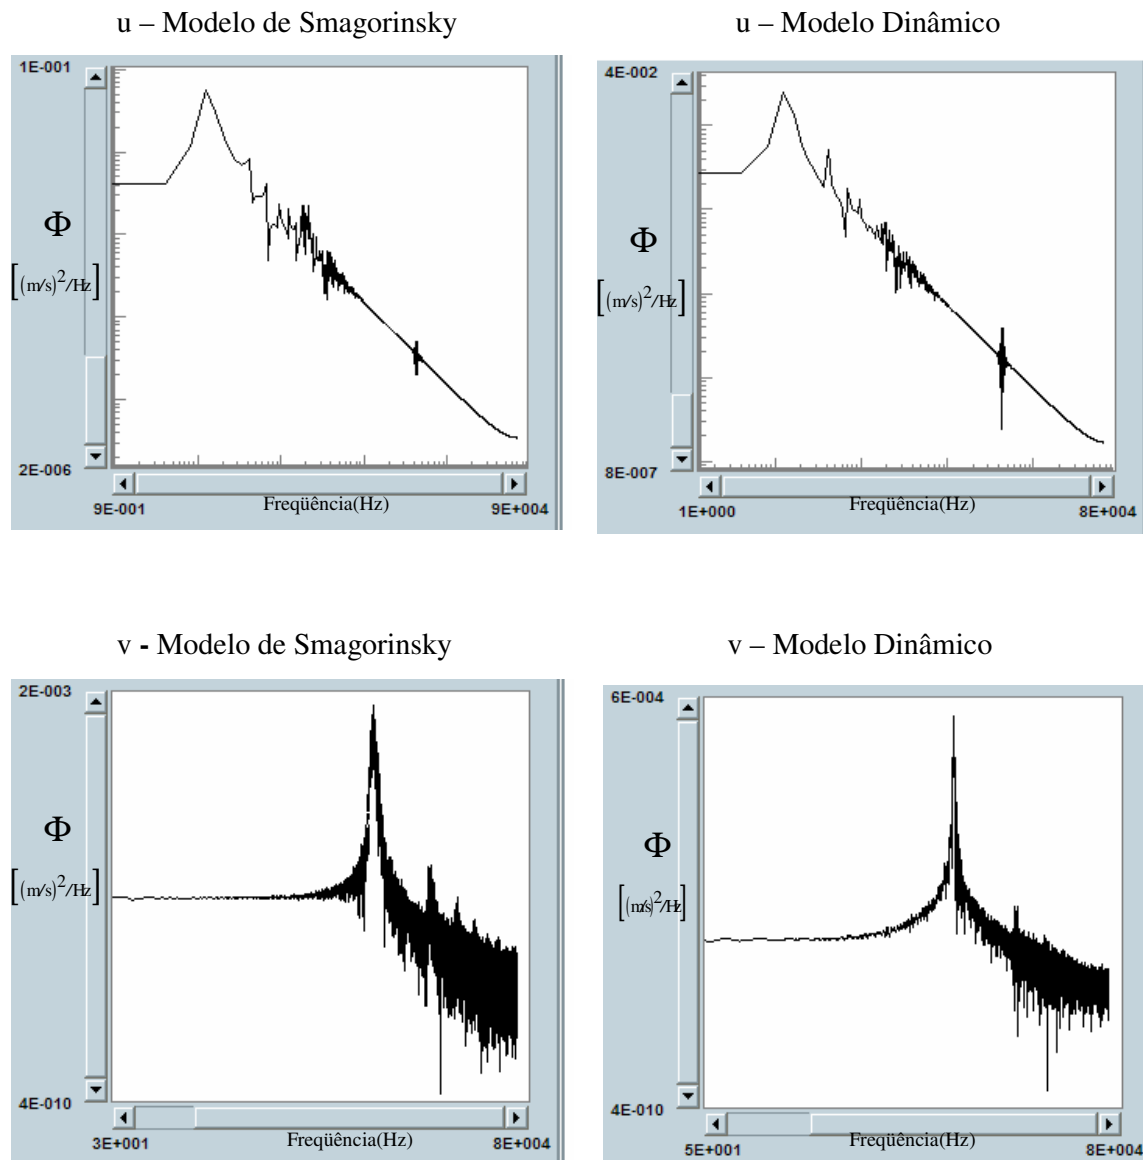 u – Modelo de Smagorinsky
1E-001
Φ
[(m/s)²/Hz]
2E-006
9E-001
Freqüência(Hz)
9E+004
u – Modelo Dinâmico
4E-002
Φ
[(m/s)²/Hz]
8E-007
1E+000
Freqüência(Hz)
8E+004
v - Modelo de Smagorinsky
2E-003
Φ
[(m/s)²/Hz]
4E-010
3E+001
Freqüência(Hz)
8E+004
v – Modelo Dinâmico
6E-004
Φ
[(m/s)²/Hz]
4E-010
5E+001
Freqüência(Hz)
8E+004